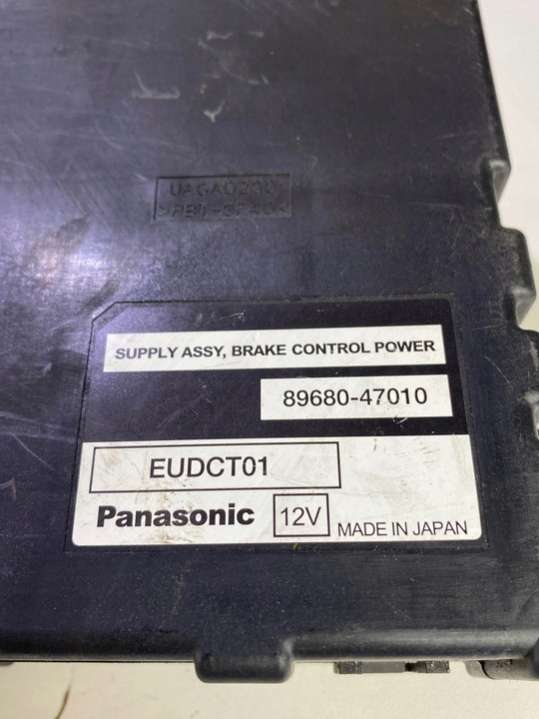 SUPPLY ASSY, BRAKE CONTROL POWER
89680-47010
EUDCT01
Panasonic 12V MADE IN JAPAN